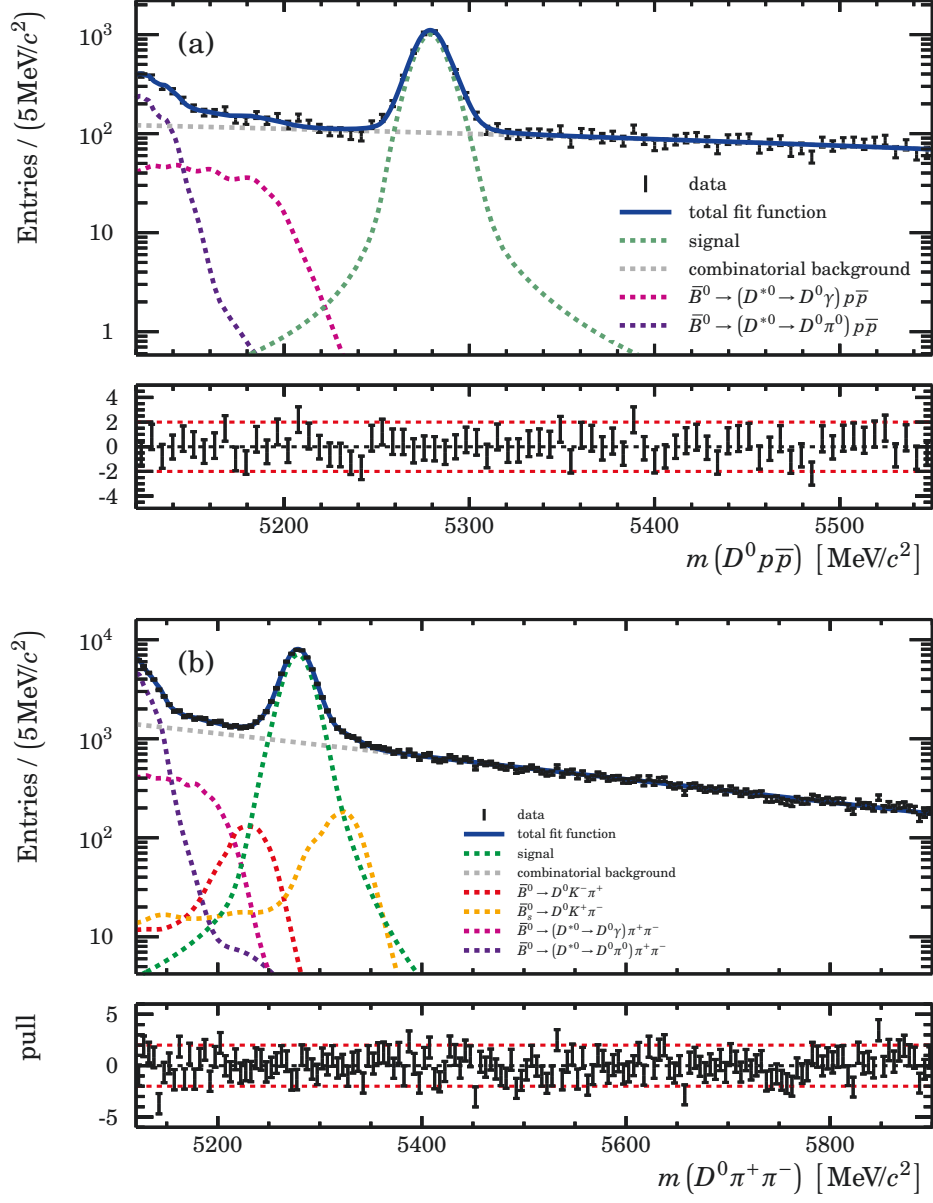 (a)
Entries / (5 MeV/c²)
10³
10²
10
1
data
total fit function
signal
combinatorial background
B̅⁰ → (D*⁰ → D⁰γ) pp̅
B̅⁰ → (D*⁰ → D⁰π⁰) pp̅
4
2
0
-2
-4
5200 5300 5400 5500
m (D⁰pp̅) [MeV/c²]
(b)
Entries / (5 MeV/c²)
10⁴
10³
10²
10
data
total fit function
signal
combinatorial background
B̅⁰ → D⁰K⁻π⁺
B̅ₛ⁰ → D⁰K⁺π⁻
B̅⁰ → (D*⁰ → D⁰γ) π⁺π⁻
B̅⁰ → (D*⁰ → D⁰π⁰) π⁺π⁻
pull
5
0
-5
5200 5400 5600 5800
m (D⁰π⁺π⁻) [MeV/c²]